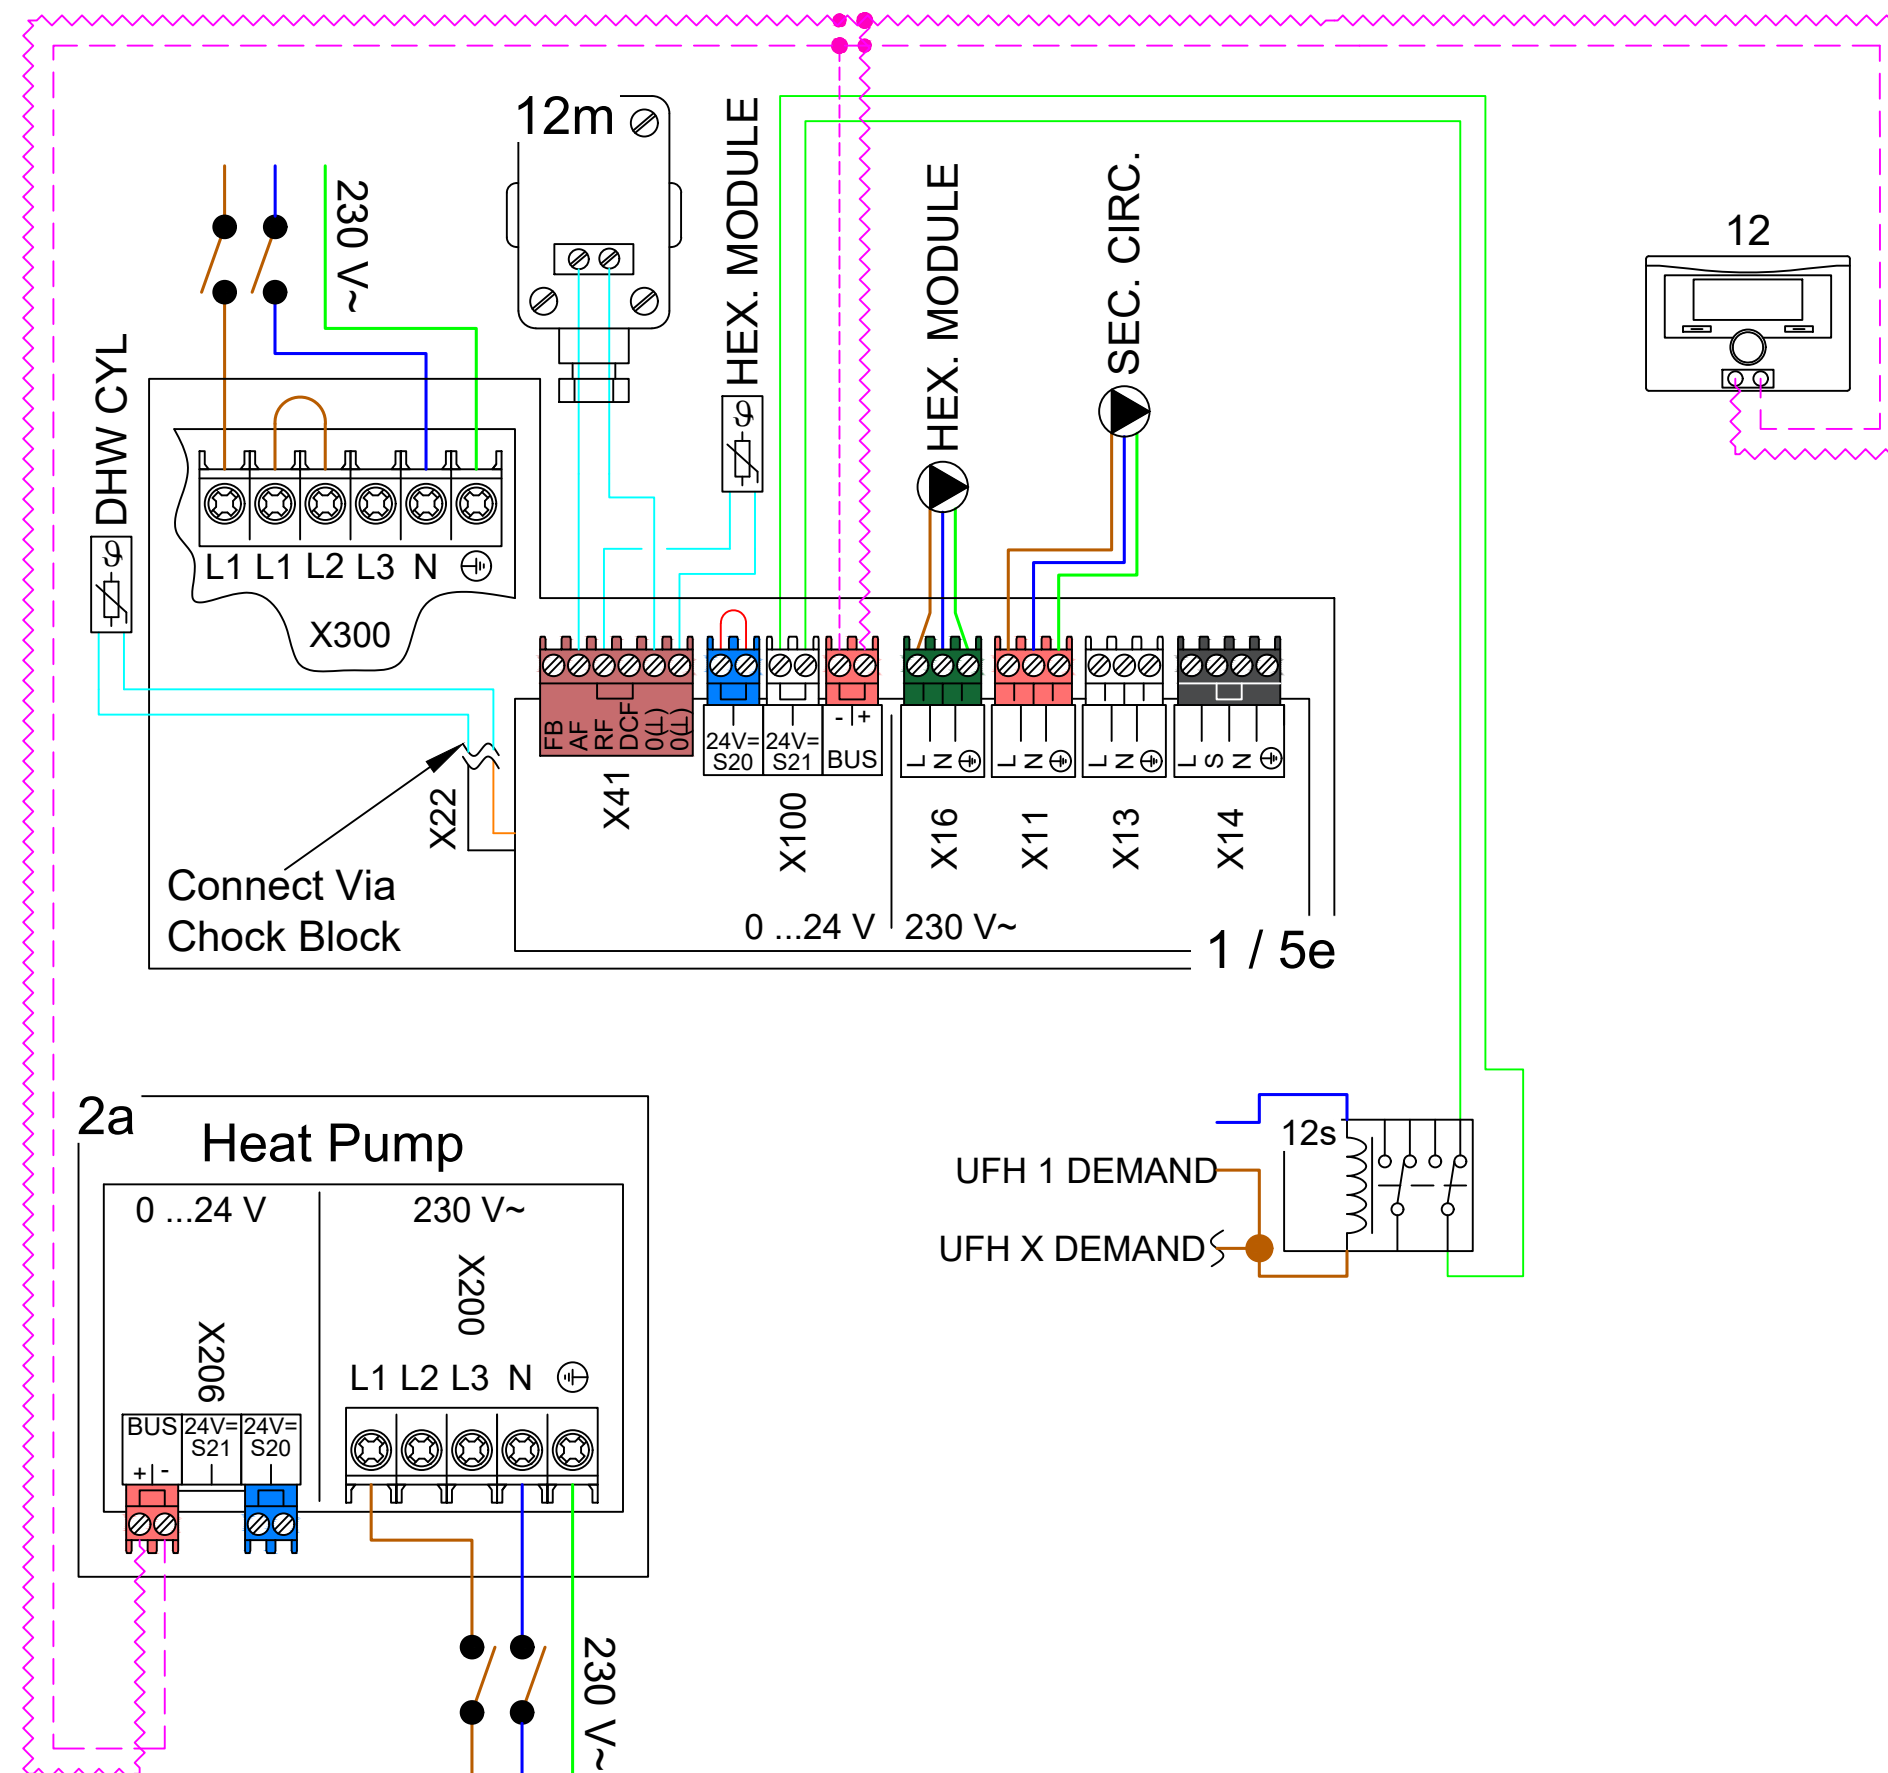 12m
230 V~
HEX. MODULE
HEX. MODULE
SEC. CIRC.
12
DHW CYL
ϑ
ϑ
L1 L1 L2 L3 N
X300
FB
AF
RF
DCF
0(⊥)
0(⊥)
X41
24V=
S20
24V=
S21
- +
BUS
X100
L N
X16
L N
X11
L N
X13
L S N
X14
X22
Connect Via
Chock Block
0 ...24 V
230 V~
1 / 5e
2a
Heat Pump
0 ...24 V
230 V~
X200
X206
L1 L2 L3 N
BUS
+ -
24V=
S21
24V=
S20
230 V~
12s
UFH 1 DEMAND
UFH X DEMAND